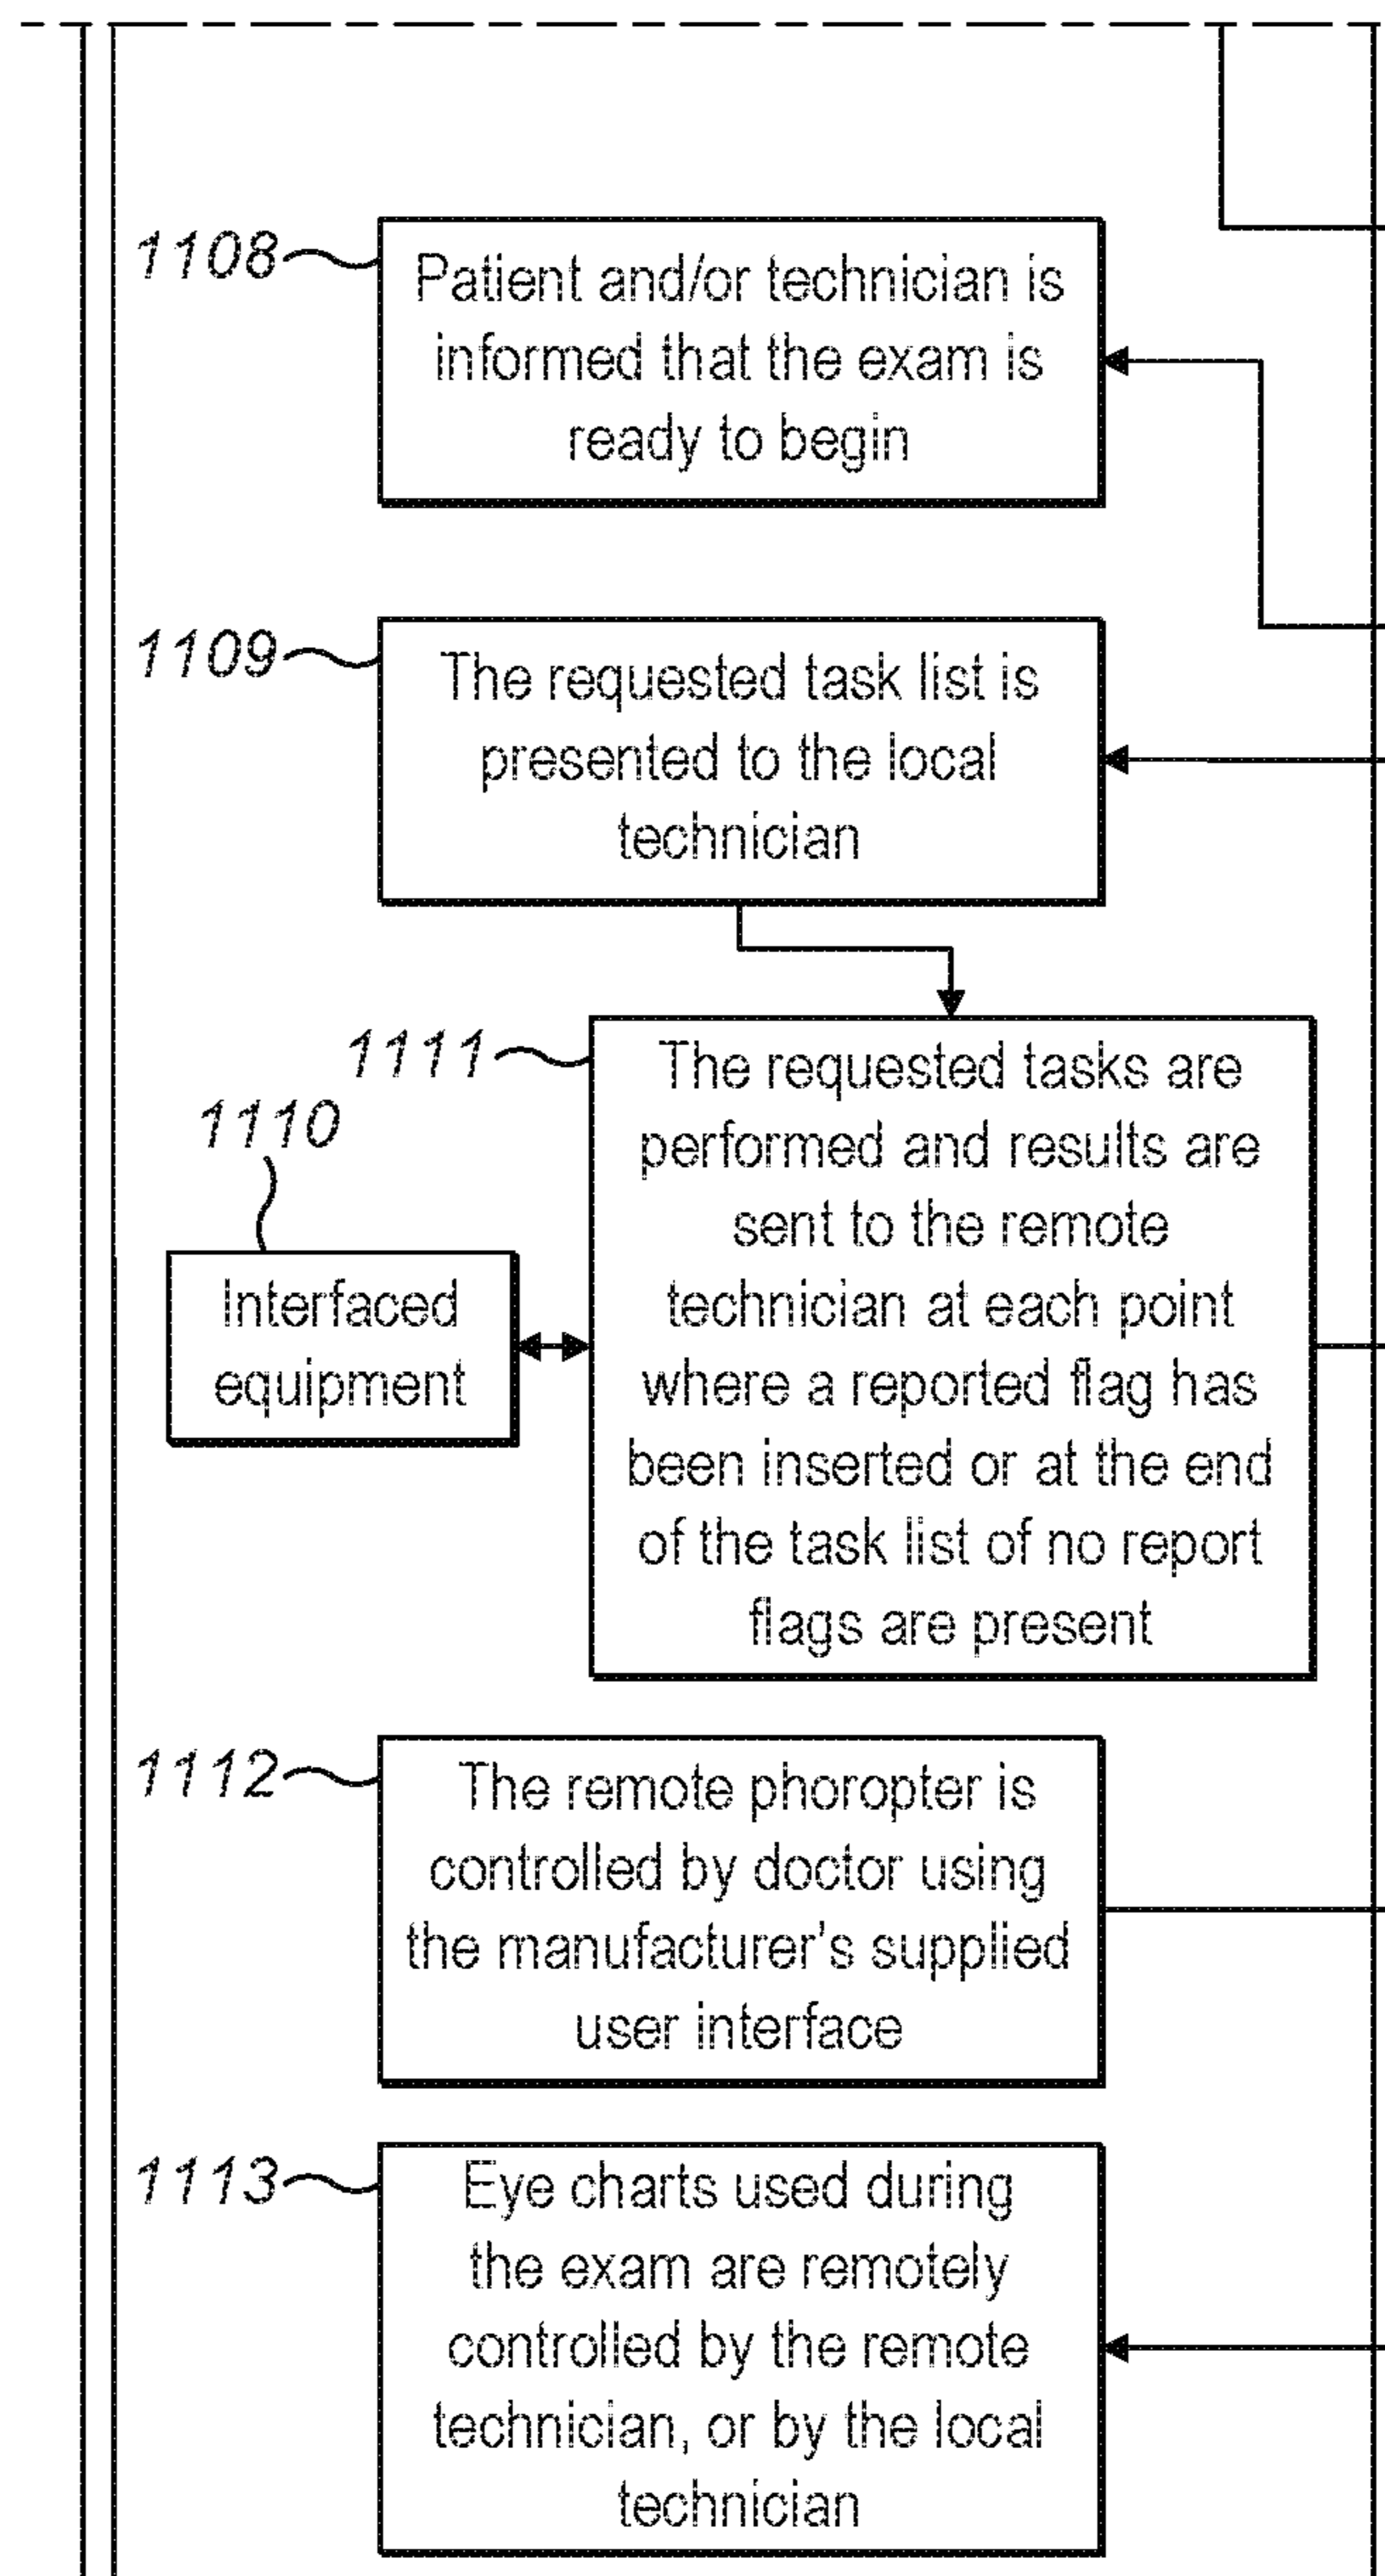 1108
Patient and/or technician is
informed that the exam is
ready to begin
1109
The requested task list is
presented to the local
technician
1111
The requested tasks are
performed and results are
sent to the remote
technician at each point
where a reported flag has
been inserted or at the end
of the task list of no report
flags are present
1110
Interfaced
equipment
1112
The remote phoropter is
controlled by doctor using
the manufacturer's supplied
user interface
1113
Eye charts used during
the exam are remotely
controlled by the remote
technician, or by the local
technician